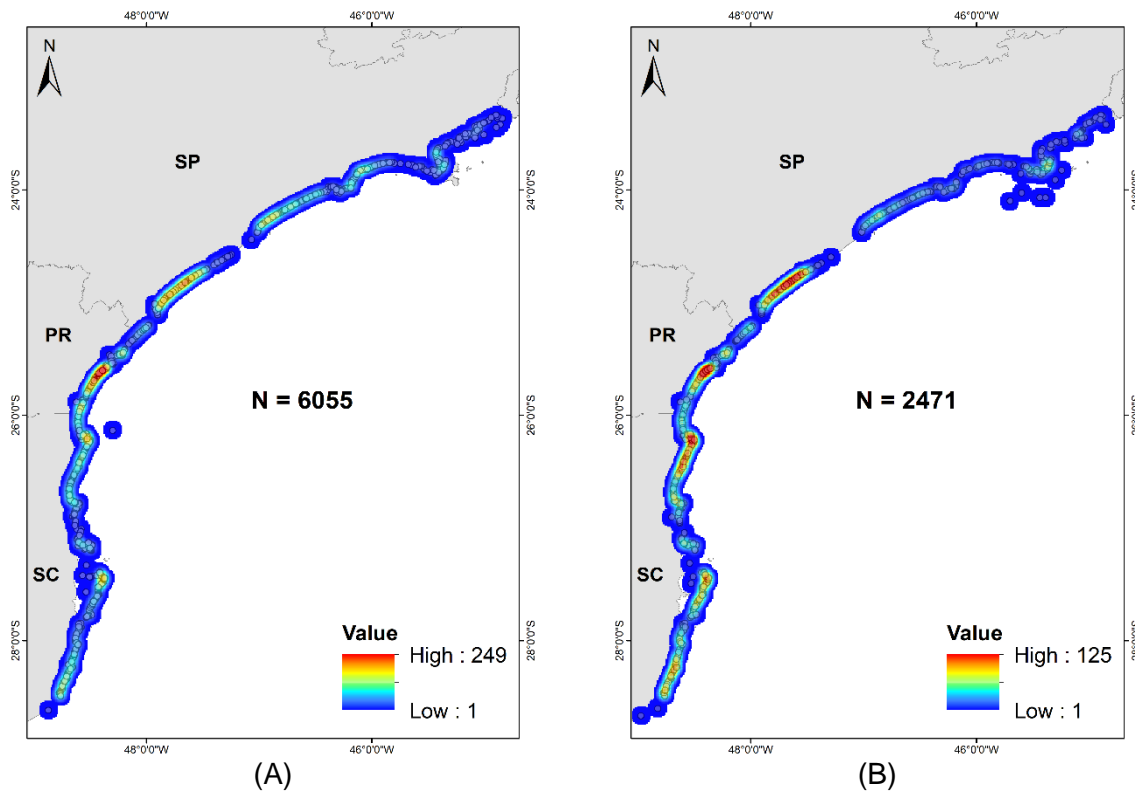 48°0'0"W 46°0'0"W
N
SP
24°0'0"S
PR
N = 6055
26°0'0"S
SC
28°0'0"S
Value
High : 249
Low : 1
48°0'0"W 46°0'0"W
(A)
48°0'0"W 46°0'0"W
N
SP
24°0'0"S
PR
N = 2471
26°0'0"S
SC
28°0'0"S
Value
High : 125
Low : 1
48°0'0"W 46°0'0"W
(B)